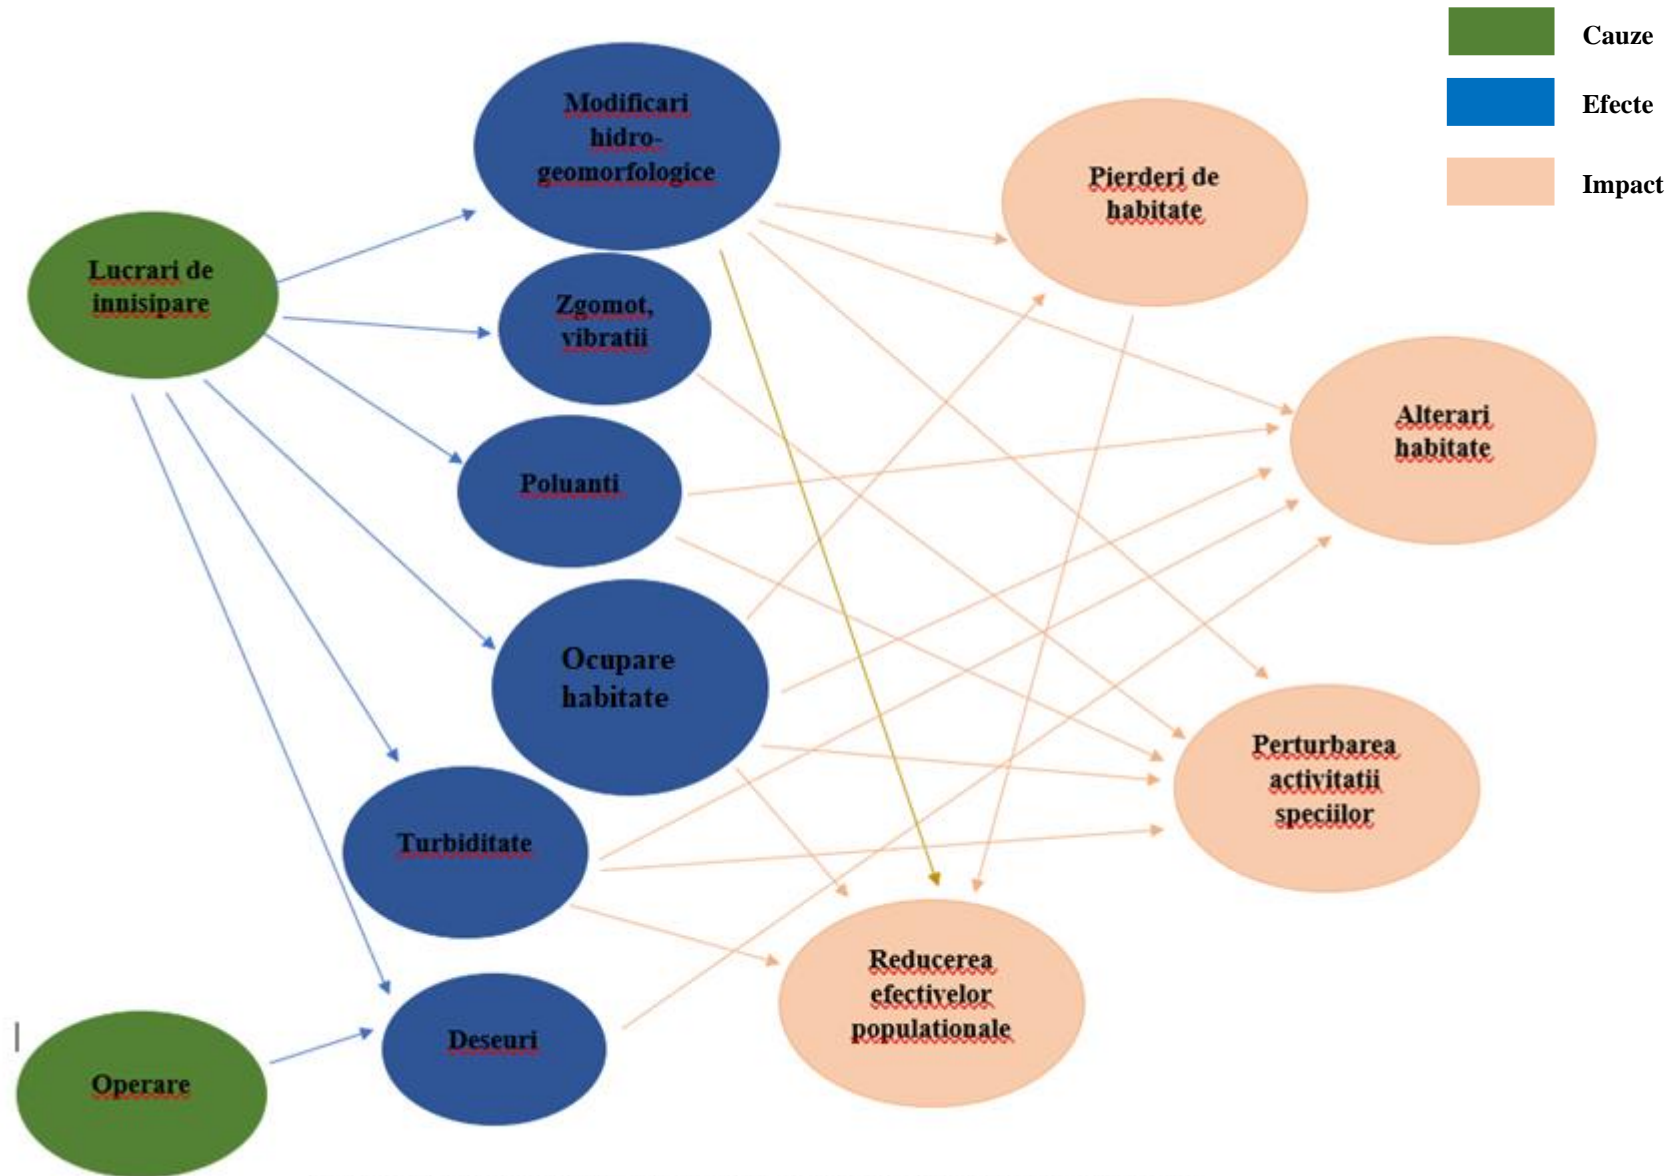 Cauze
Efecte
Impact
Modificari
hidro-
geomorfologice
Pierderi de
habitate
Lucrari de
innisipare
Zgomot,
vibratii
Alterari
habitate
Poluanti
Ocupare
habitate
Perturbarea
activitatii
speciilor
Turbiditate
Reducerea
efectivelor
populationale
Deseuri
Operare